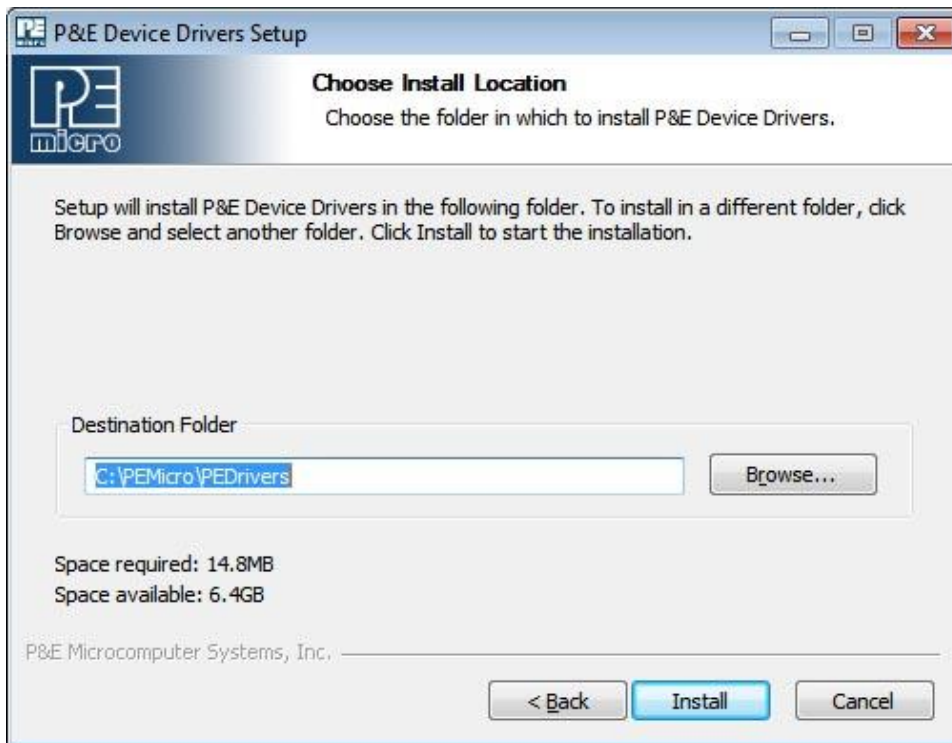 P&E Device Drivers Setup
PE
micro
Choose Install Location
Choose the folder in which to install P&E Device Drivers.
Setup will install P&E Device Drivers in the following folder. To install in a different folder, click
Browse and select another folder. Click Install to start the installation.
Destination Folder
C:\PEMicro\PEDrivers
Browse...
Space required: 14.8MB
Space available: 6.4GB
P&E Microcomputer Systems, Inc.
< Back
Install
Cancel